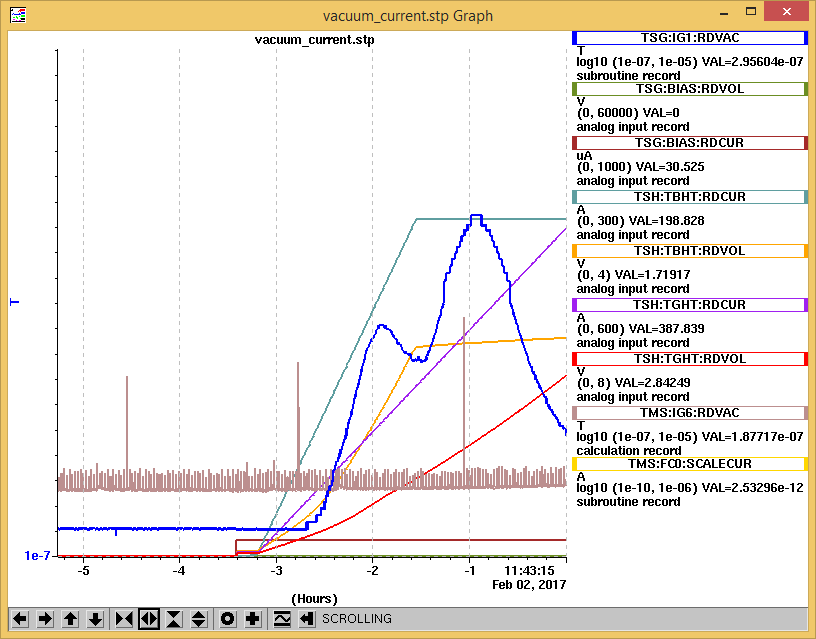 vacuum_current.stp Graph
vacuum_current.stp
T
1e-7
-5
-4
-3
-2
-1
11:43:15
Feb 02, 2017
(Hours)
TSG:IG1:RDVAC
T
log10 (1e-07, 1e-05) VAL=2.95604e-07
subroutine record
TSG:BIAS:RDVOL
V
(0, 60000) VAL=0
analog input record
TSG:BIAS:RDCUR
uA
(0, 1000) VAL=30.525
analog input record
TSH:TBHT:RDCUR
A
(0, 300) VAL=198.828
analog input record
TSH:TBHT:RDVOL
V
(0, 4) VAL=1.71917
analog input record
TSH:TGHT:RDCUR
A
(0, 600) VAL=387.839
analog input record
TSH:TGHT:RDVOL
V
(0, 8) VAL=2.84249
analog input record
TMS:IG6:RDVAC
T
log10 (1e-07, 1e-05) VAL=1.87717e-07
calculation record
TMS:FC0:SCALECUR
A
log10 (1e-10, 1e-06) VAL=2.53296e-12
subroutine record
SCROLLING